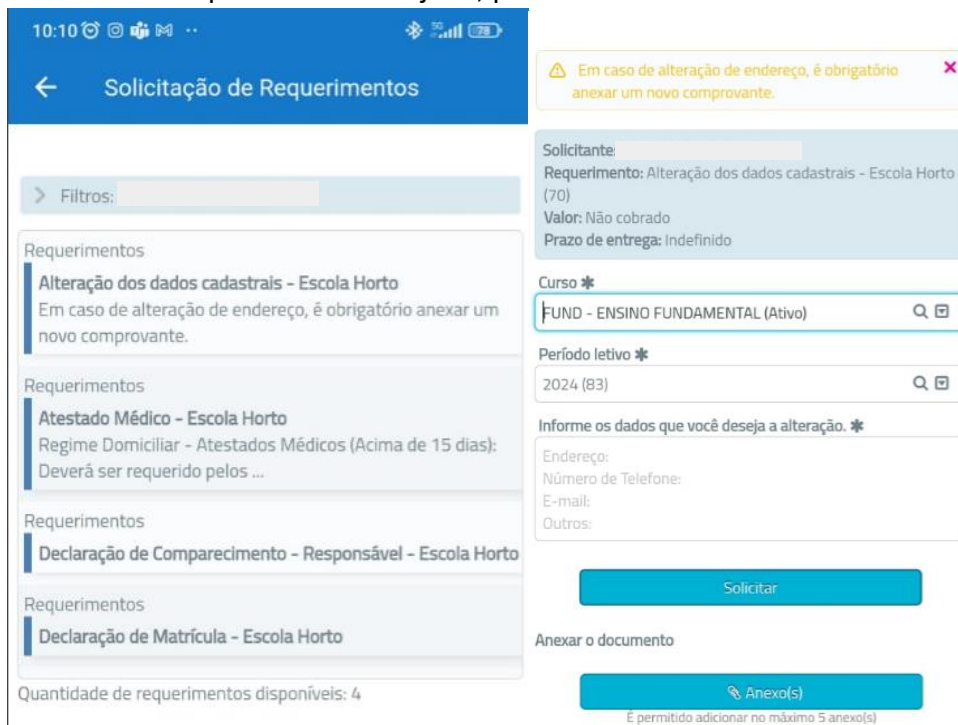 10:10
5G
78
Solicitação de Requerimentos
Filtros:
Requerimentos
Alteração dos dados cadastrais - Escola Horto
Em caso de alteração de endereço, é obrigatório anexar um
novo comprovante.
Requerimentos
Atestado Médico - Escola Horto
Regime Domiciliar - Atestados Médicos (Acima de 15 dias):
Deverá ser requerido pelos ...
Requerimentos
Declaração de Comparecimento - Responsável - Escola Horto
Requerimentos
Declaração de Matrícula - Escola Horto
Quantidade de requerimentos disponíveis: 4
Em caso de alteração de endereço, é obrigatório
anexar um novo comprovante.
Solicitante:
Requerimento: Alteração dos dados cadastrais - Escola Horto
(70)
Valor: Não cobrado
Prazo de entrega: Indefinido
Curso ✱
FUND - ENSINO FUNDAMENTAL (Ativo)
Período letivo ✱
2024 (83)
Informe os dados que você deseja a alteração. ✱
Endereço:
Número de Telefone:
E-mail:
Outros:
Solicitar
Anexar o documento
Anexo(s)
É permitido adicionar no máximo 5 anexo(s)